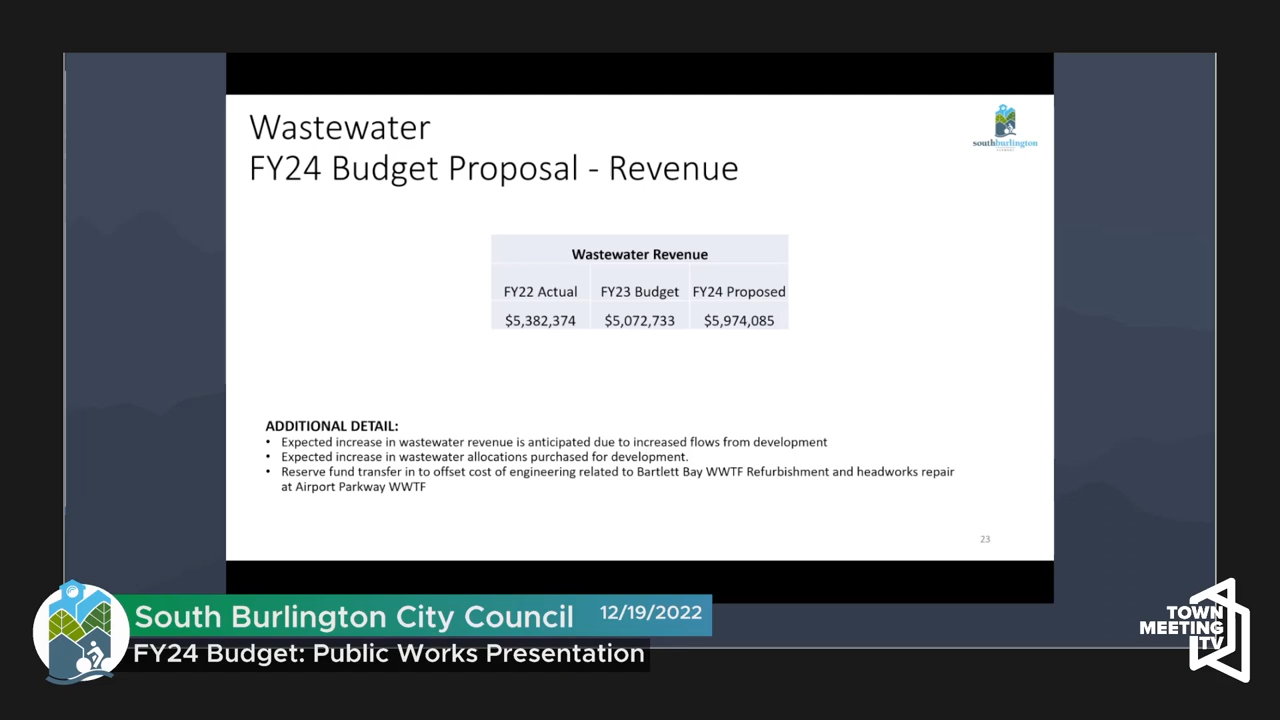 Wastewater
FY24 Budget Proposal - Revenue
southburlington
Wastewater Revenue
FY22 Actual FY23 Budget FY24 Proposed
$5,382,374 $5,072,733 $5,974,085
ADDITIONAL DETAIL:
• Expected increase in wastewater revenue is anticipated due to increased flows from development
• Expected increase in wastewater allocations purchased for development.
• Reserve fund transfer in to offset cost of engineering related to Bartlett Bay WWTF Refurbishment and headworks repair
at Airport Parkway WWTF
23
South Burlington City Council 12/19/2022
FY24 Budget: Public Works Presentation
TOWN
MEETING
TV